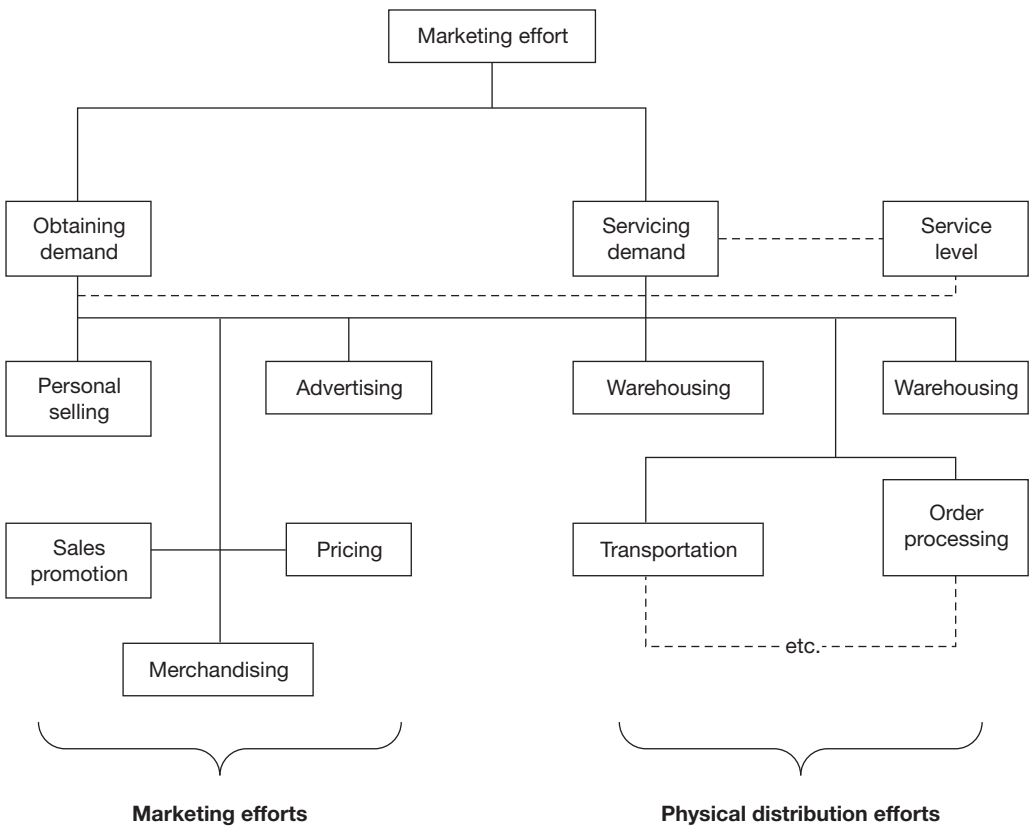 Marketing effort
Obtaining
demand
Servicing
demand
Service
level
Personal
selling
Advertising
Warehousing
Warehousing
Sales
promotion
Pricing
Transportation
Order
processing
etc.
Merchandising
Marketing efforts
Physical distribution efforts